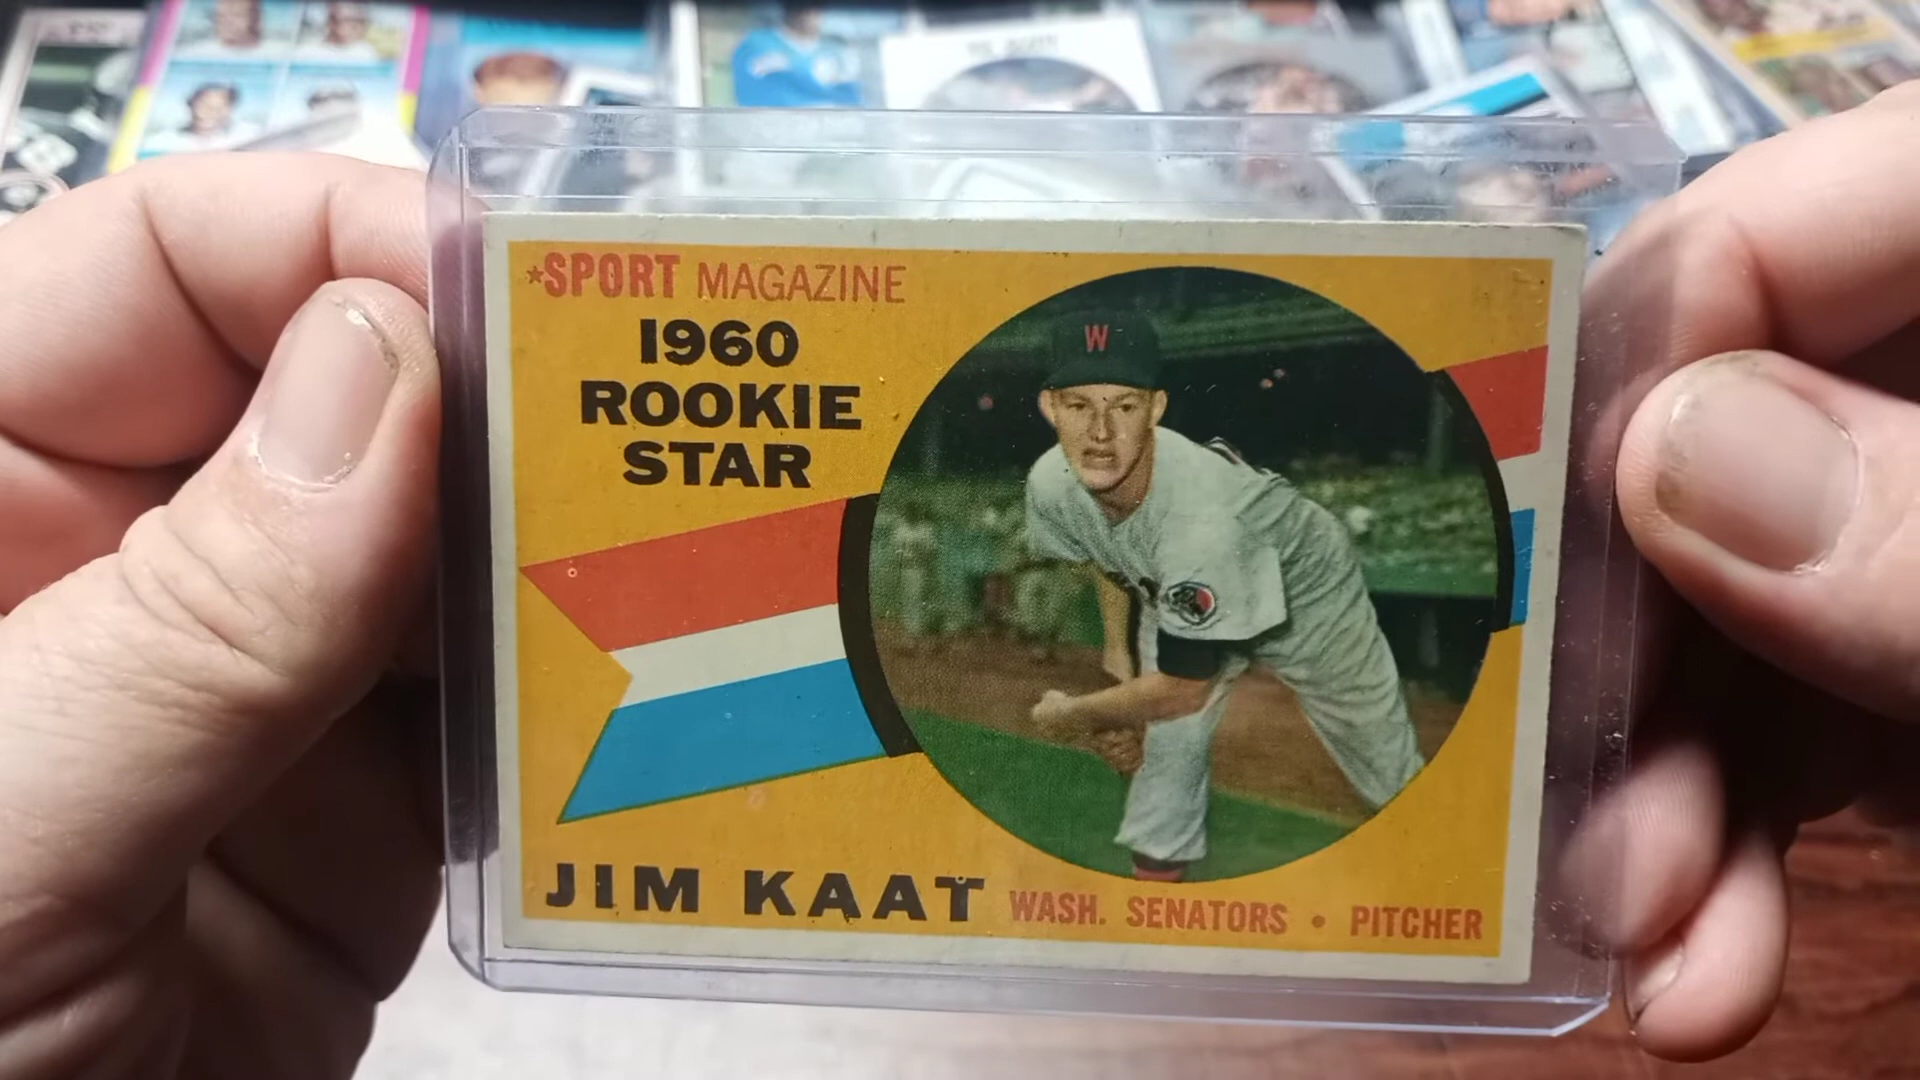 ★SPORT MAGAZINE
1960
ROOKIE
STAR
W
JIM KAAT WASH. SENATORS • PITCHER